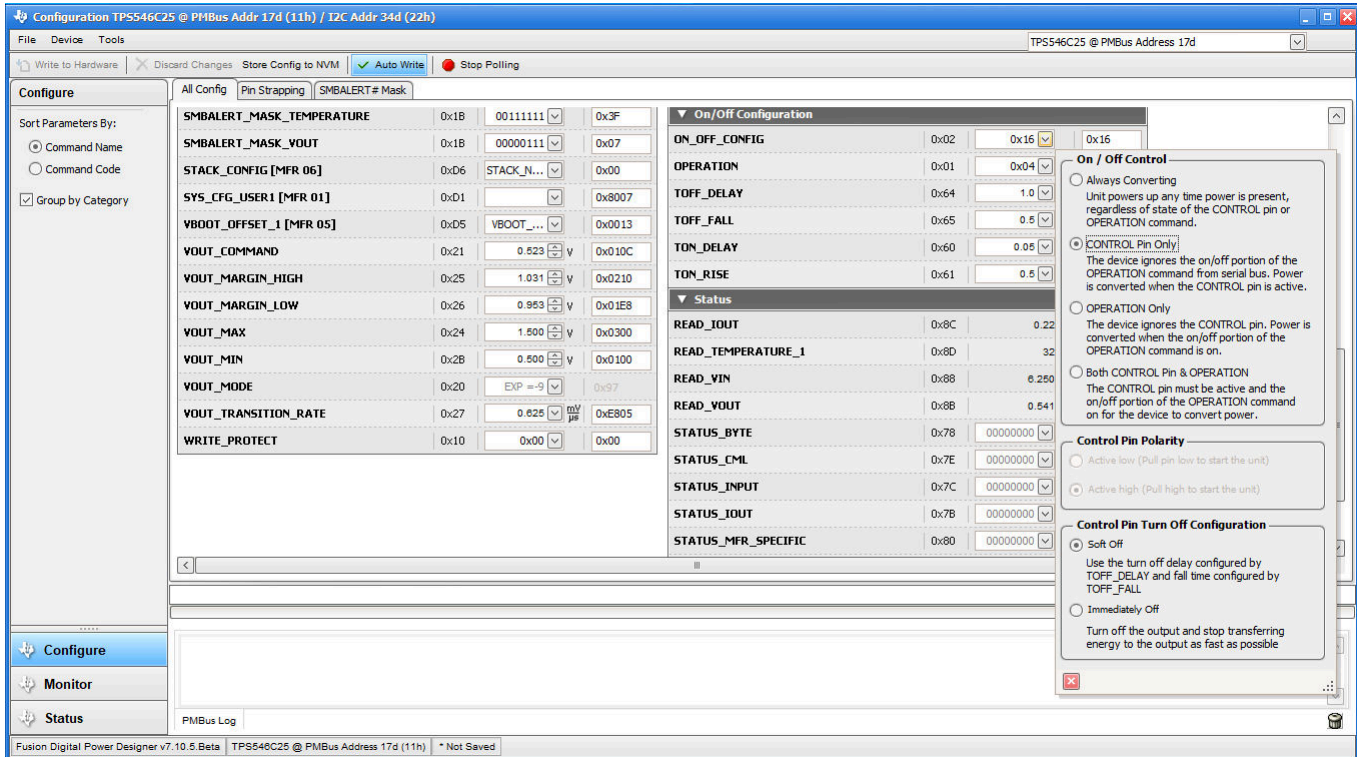 Configuration TPS546C25 @ PMBus Addr 17d (11h) / I2C Addr 34d (22h)
File Device Tools
TPS546C25 @ PMBus Address 17d
Write to Hardware Discard Changes Store Config to NVM Auto Write Stop Polling
Configure
Sort Parameters By:
Command Name
Command Code
Group by Category
All Config Pin Strapping SMBALERT# Mask
SMBALERT_MASK_TEMPERATURE 0x1B 00111111 0x3F
SMBALERT_MASK_VOUT 0x1B 00000111 0x07
STACK_CONFIG [MFR 06] 0xD6 STACK_N... 0x00
SYS_CFG_USER1 [MFR 01] 0xD1 0x8007
VBOOT_OFFSET_1 [MFR 05] 0xD5 VBOOT_... 0x0013
VOUT_COMMAND 0x21 0.523 V 0x010C
VOUT_MARGIN_HIGH 0x25 1.031 V 0x0210
VOUT_MARGIN_LOW 0x26 0.953 V 0x01E8
VOUT_MAX 0x24 1.500 V 0x0300
VOUT_MIN 0x2B 0.500 V 0x0100
VOUT_MODE 0x20 EXP =-9 0x97
VOUT_TRANSITION_RATE 0x27 0.625 mV/µs 0xE805
WRITE_PROTECT 0x10 0x00 0x00
On/Off Configuration
ON_OFF_CONFIG 0x02 0x16 0x16
OPERATION 0x01 0x04
TOFF_DELAY 0x64 1.0
TOFF_FALL 0x65 0.5
TON_DELAY 0x60 0.05
TON_RISE 0x61 0.5
Status
READ_IOUT 0x8C 0.22
READ_TEMPERATURE_1 0x8D 32
READ_VIN 0x88 6.250
READ_VOUT 0x8B 0.541
STATUS_BYTE 0x78 00000000
STATUS_CML 0x7E 00000000
STATUS_INPUT 0x7C 00000000
STATUS_IOUT 0x7B 00000000
STATUS_MFR_SPECIFIC 0x80 00000000
On / Off Control
Always Converting
Unit powers up any time power is present,
regardless of state of the CONTROL pin or
OPERATION command.
CONTROL Pin Only
The device ignores the on/off portion of the
OPERATION command from serial bus. Power
is converted when the CONTROL pin is active.
OPERATION Only
The device ignores the CONTROL pin. Power is
converted when the on/off portion of the
OPERATION command is on.
Both CONTROL Pin & OPERATION
The CONTROL pin must be active and the
on/off portion of the OPERATION command
on for the device to convert power.
Control Pin Polarity
Active low (Pull pin low to start the unit)
Active high (Pull high to start the unit)
Control Pin Turn Off Configuration
Soft Off
Use the turn off delay configured by
TOFF_DELAY and fall time configured by
TOFF_FALL
Immediately Off
Turn off the output and stop transferring
energy to the output as fast as possible
Configure
Monitor
Status
PMBus Log
Fusion Digital Power Designer v7.10.5.Beta TPS546C25 @ PMBus Address 17d (11h) * Not Saved